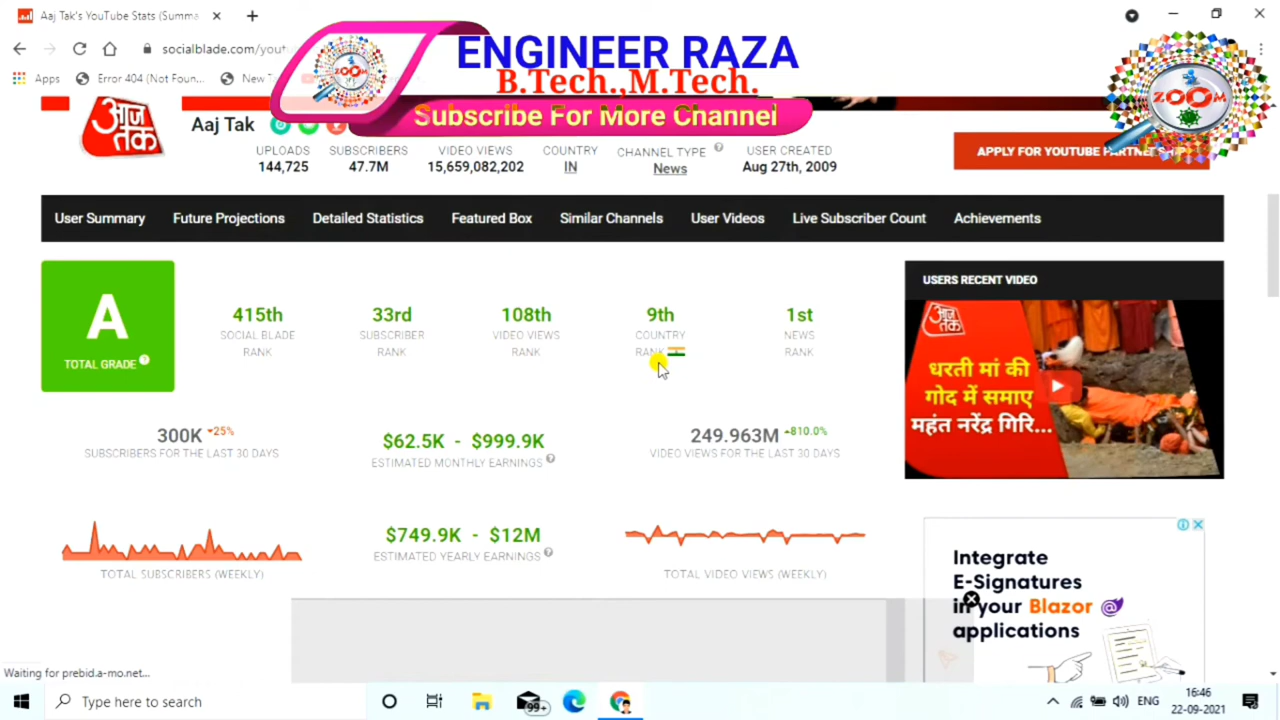 Aaj Tak's YouTube Stats (Summa
ENGINEER RAZA
B.Tech.,M.Tech.
Subscribe For More Channel
ZOOM
ZOOM
socialblade.com/yout
Apps
Error 404 (Not Foun...
New T
आज तक
Aaj Tak
UPLOADS
144,725
SUBSCRIBERS
47.7M
VIDEO VIEWS
15,659,082,202
COUNTRY
IN
CHANNEL TYPE
News
USER CREATED
Aug 27th, 2009
APPLY FOR YOUTUBE
User Summary
Future Projections
Detailed Statistics
Featured Box
Similar Channels
User Videos
Live Subscriber Count
Achievements
A
TOTAL GRADE
415th
SOCIAL BLADE
RANK
33rd
SUBSCRIBER
RANK
108th
VIDEO VIEWS
RANK
9th
COUNTRY
RANK
1st
NEWS
RANK
300K 25%
SUBSCRIBERS FOR THE LAST 30 DAYS
$62.5K - $999.9K
ESTIMATED MONTHLY EARNINGS
249.963M 810.0%
VIDEO VIEWS FOR THE LAST 30 DAYS
TOTAL SUBSCRIBERS (WEEKLY)
$749.9K - $12M
ESTIMATED YEARLY EARNINGS
TOTAL VIDEO VIEWS (WEEKLY)
USERS RECENT VIDEO
आज तक
धरती मां की
गोद में समाए
महंत नरेंद्र गिरि...
Integrate
E-Signatures
in your Blazor
applications
Waiting for prebid.a-mo.net...
Type here to search
99+
ENG
16:46
22-09-2021